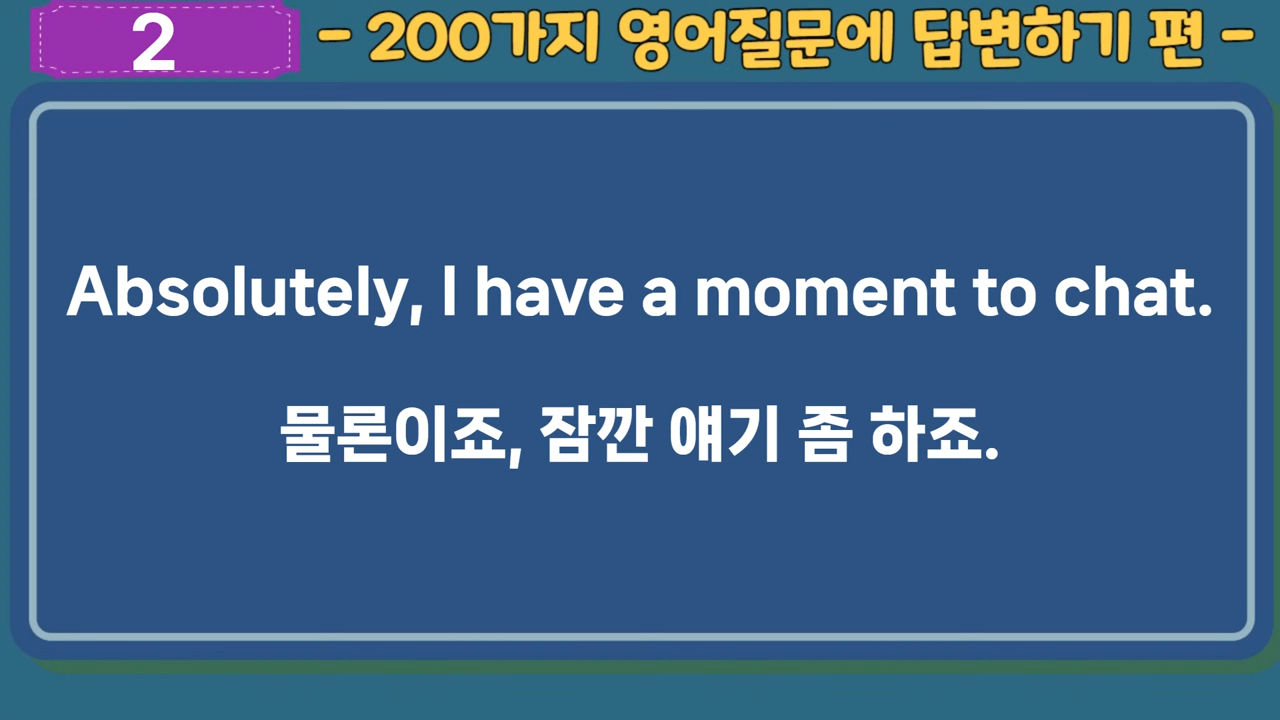 2
- 200가지 영어질문에 답변하기 편 -
Absolutely, I have a moment to chat.
물론이죠, 잠깐 얘기 좀 하죠.